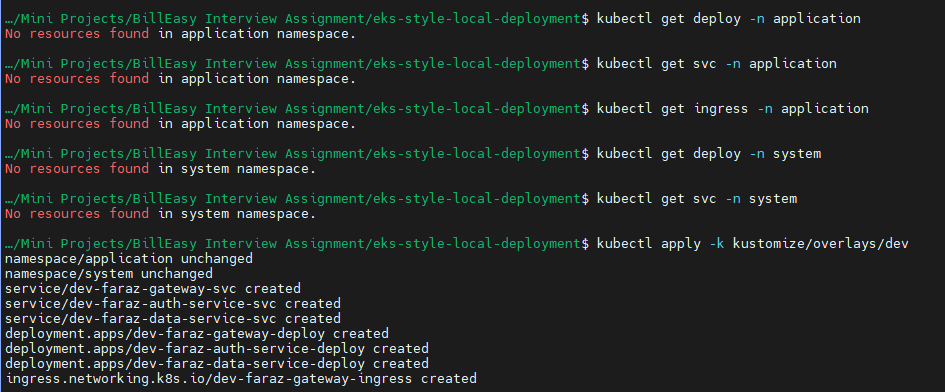 …/Mini Projects/BillEasy Interview Assignment/eks-style-local-deployment$ kubectl get deploy -n application
No resources found in application namespace.
…/Mini Projects/BillEasy Interview Assignment/eks-style-local-deployment$ kubectl get svc -n application
No resources found in application namespace.
…/Mini Projects/BillEasy Interview Assignment/eks-style-local-deployment$ kubectl get ingress -n application
No resources found in application namespace.
…/Mini Projects/BillEasy Interview Assignment/eks-style-local-deployment$ kubectl get deploy -n system
No resources found in system namespace.
…/Mini Projects/BillEasy Interview Assignment/eks-style-local-deployment$ kubectl get svc -n system
No resources found in system namespace.
…/Mini Projects/BillEasy Interview Assignment/eks-style-local-deployment$ kubectl apply -k kustomize/overlays/dev
namespace/application unchanged
namespace/system unchanged
service/dev-faraz-gateway-svc created
service/dev-faraz-auth-service-svc created
service/dev-faraz-data-service-svc created
deployment.apps/dev-faraz-gateway-deploy created
deployment.apps/dev-faraz-auth-service-deploy created
deployment.apps/dev-faraz-data-service-deploy created
ingress.networking.k8s.io/dev-faraz-gateway-ingress created